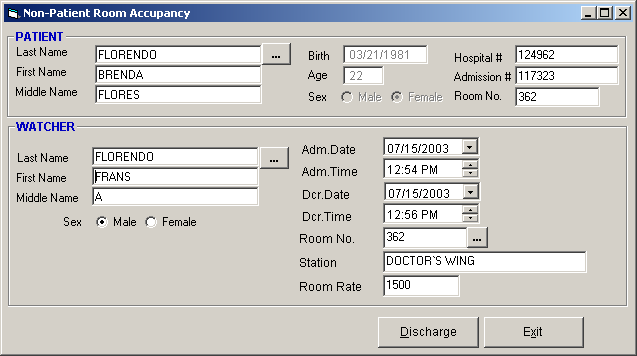 Non-Patient Room Accupancy
PATIENT
Last Name FLORENDO ... Birth 03/21/1981 Hospital # 124962
First Name BRENDA Age 22 Admission # 117323
Middle Name FLORES Sex Male Female Room No. 362
WATCHER
Last Name FLORENDO ...
First Name FRANS
Middle Name A
Sex Male Female
Adm.Date 07/15/2003
Adm.Time 12:54 PM
Dcr.Date 07/15/2003
Dcr.Time 12:56 PM
Room No. 362 ...
Station DOCTOR`S WING
Room Rate 1500
Discharge Exit